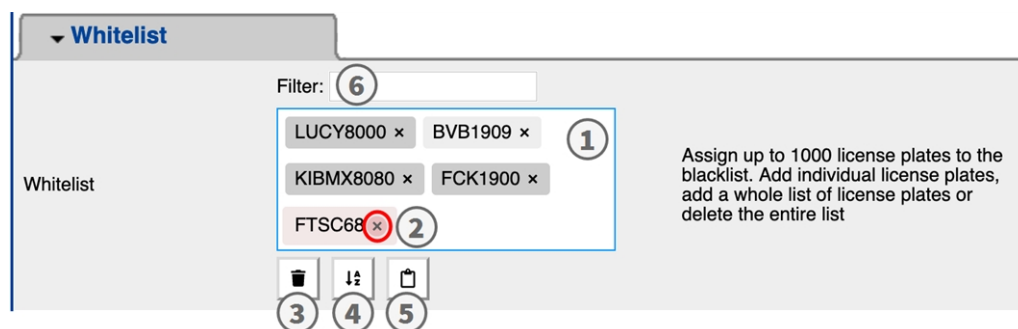 Whitelist
Filter: 6
LUCY8000 × BVB1909 × 1
KIBMX8080 × FCK1900 ×
FTSC68 × 2
Whitelist
Assign up to 1000 license plates to the
blacklist. Add individual license plates,
add a whole list of license plates or
delete the entire list
3 4 5